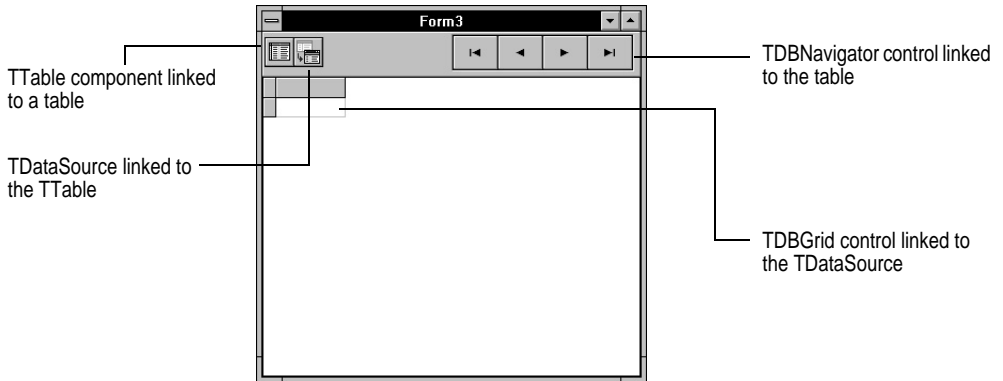 Form3
TTable component linked
to a table
TDataSource linked to
the TTable
TDBNavigator control linked
to the table
TDBGrid control linked to
the TDataSource